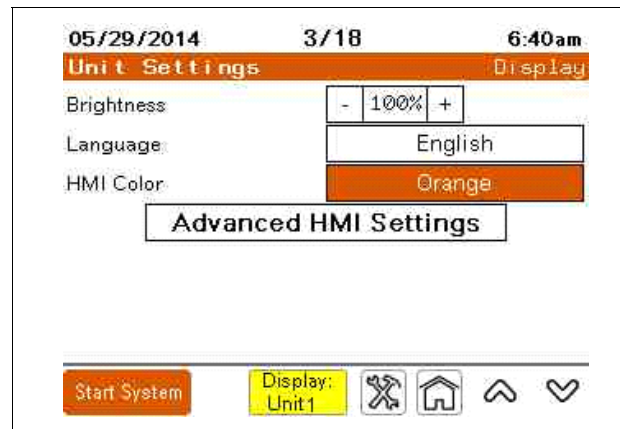 05/29/2014 3/18 6:40am
Unit Settings Display
Brightness - 100% +
Language English
HMI Color Orange
Advanced HMI Settings
Start System Display: Unit1